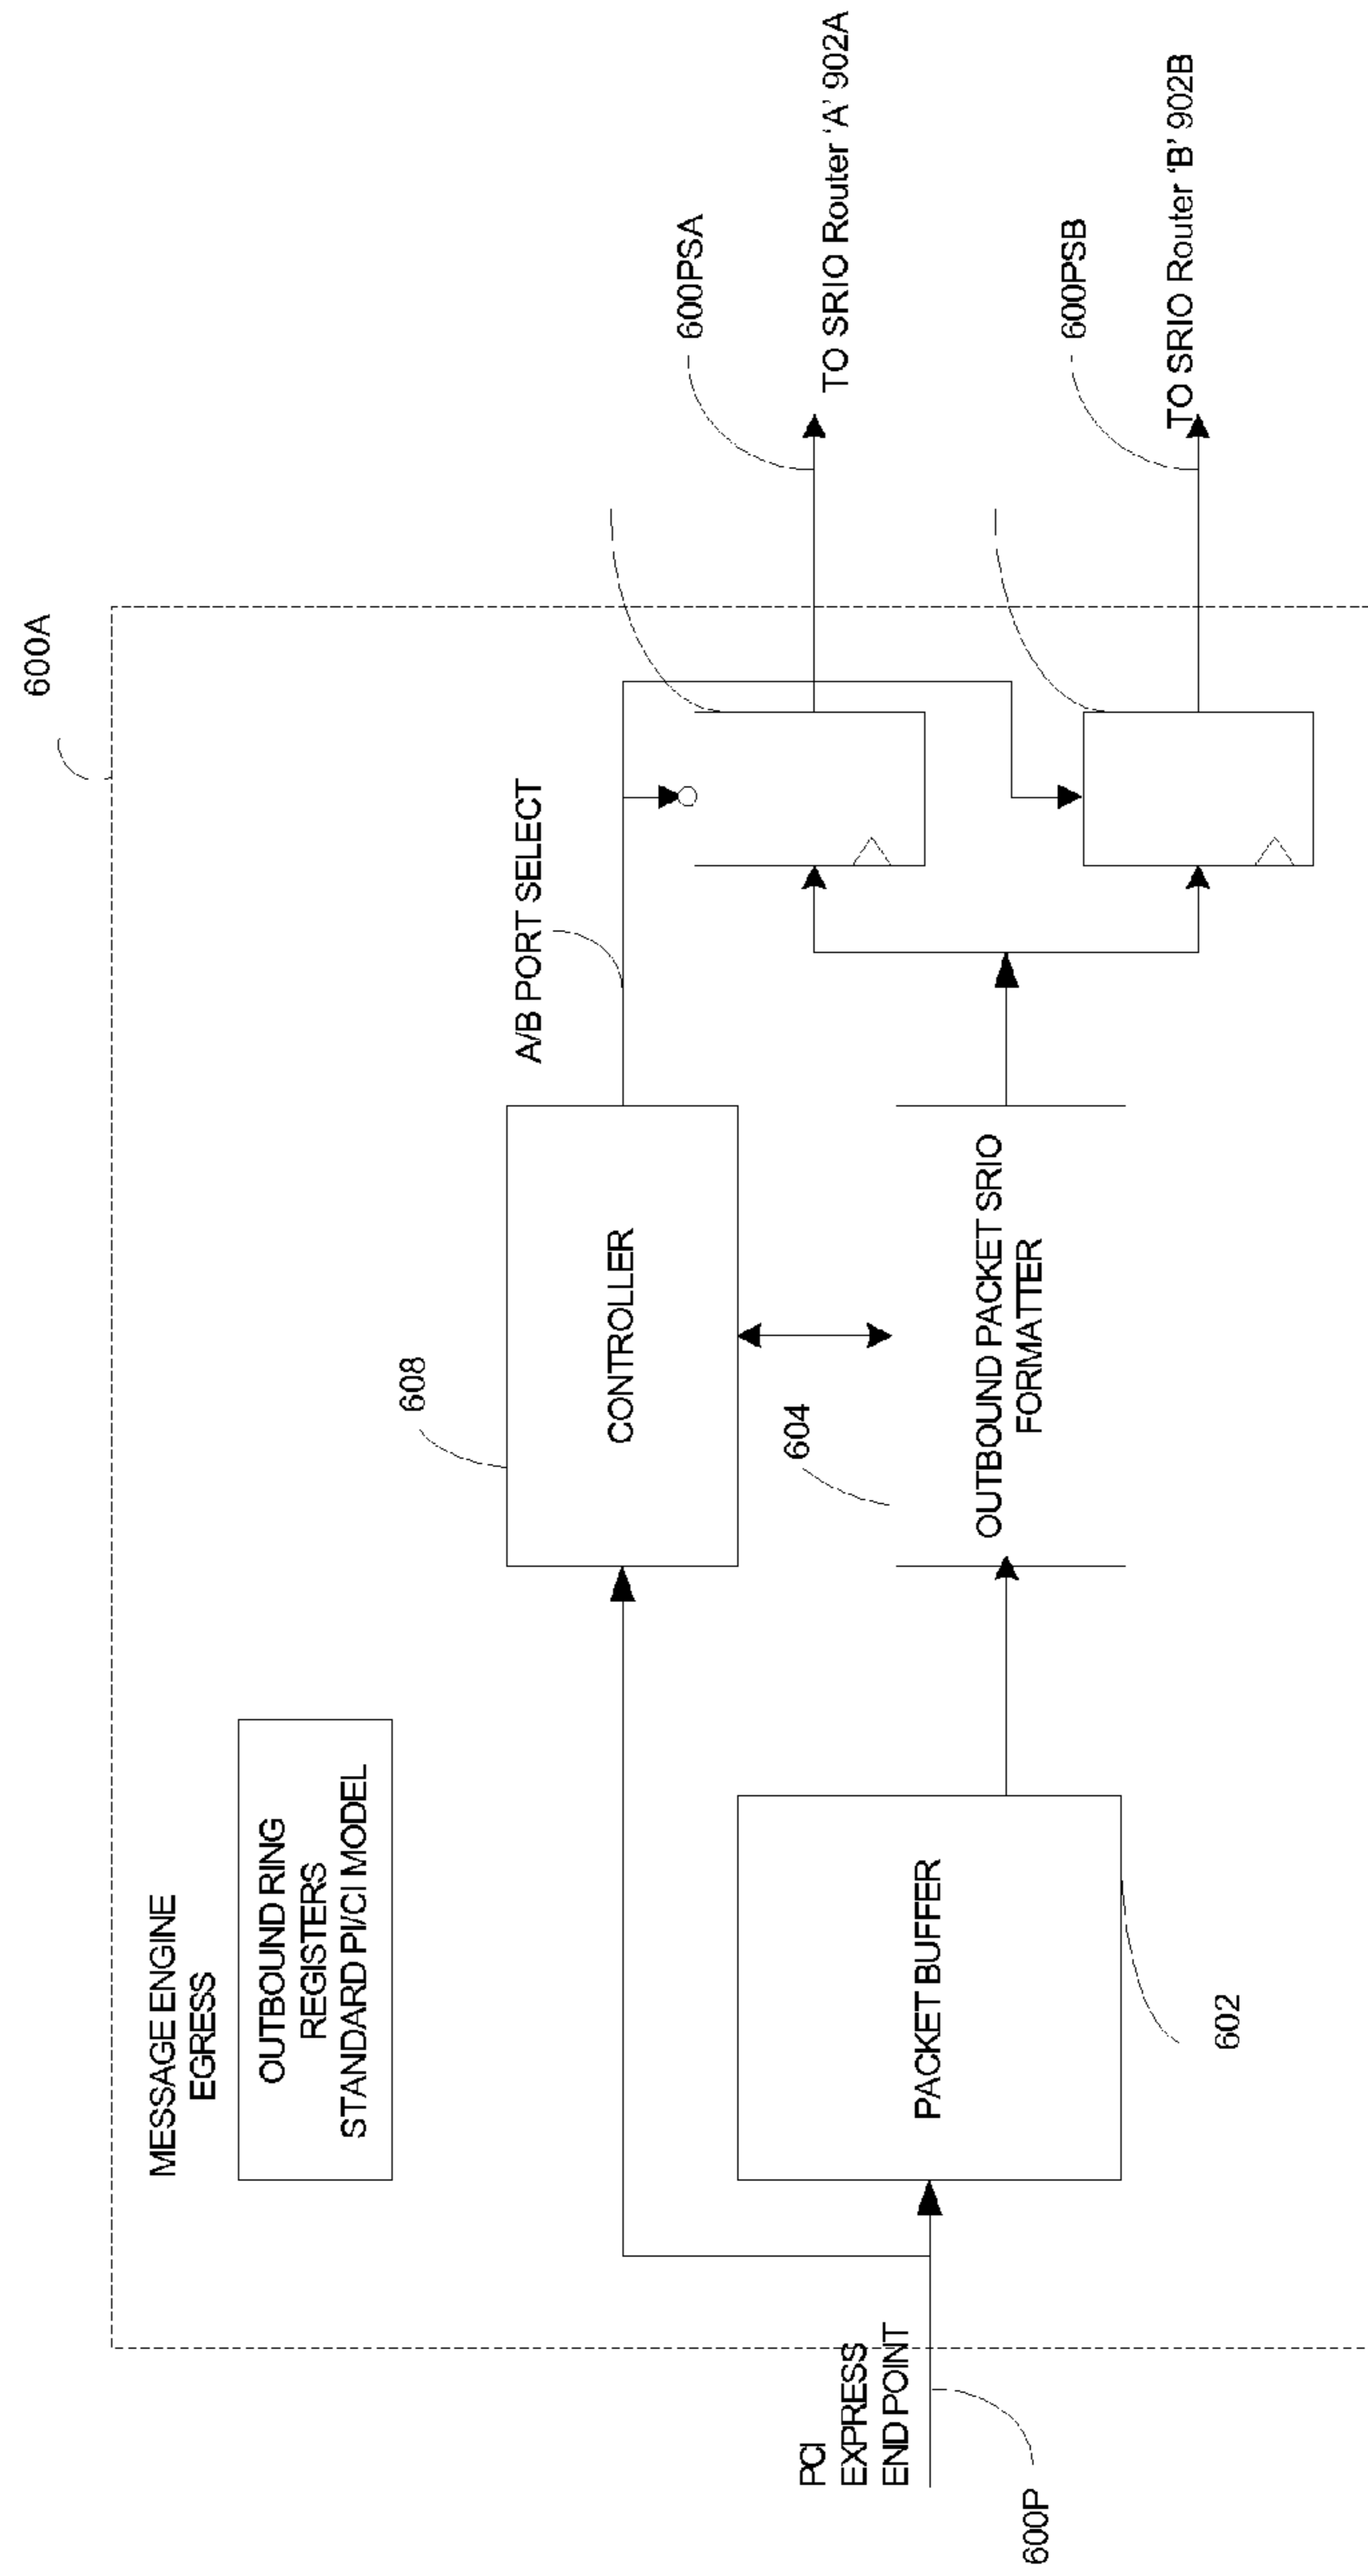 600A
MESSAGE ENGINE
EGRESS
OUTBOUND RING
REGISTERS
STANDARD PI/CI MODEL
608
CONTROLLER
A/B PORT SELECT
600PSA
TO SRIO Router 'A' 902A
604
OUTBOUND PACKET SRIO
FORMATTER
600PSB
TO SRIO Router 'B' 902B
PCI
EXPRESS
END POINT
600P
PACKET BUFFER
602